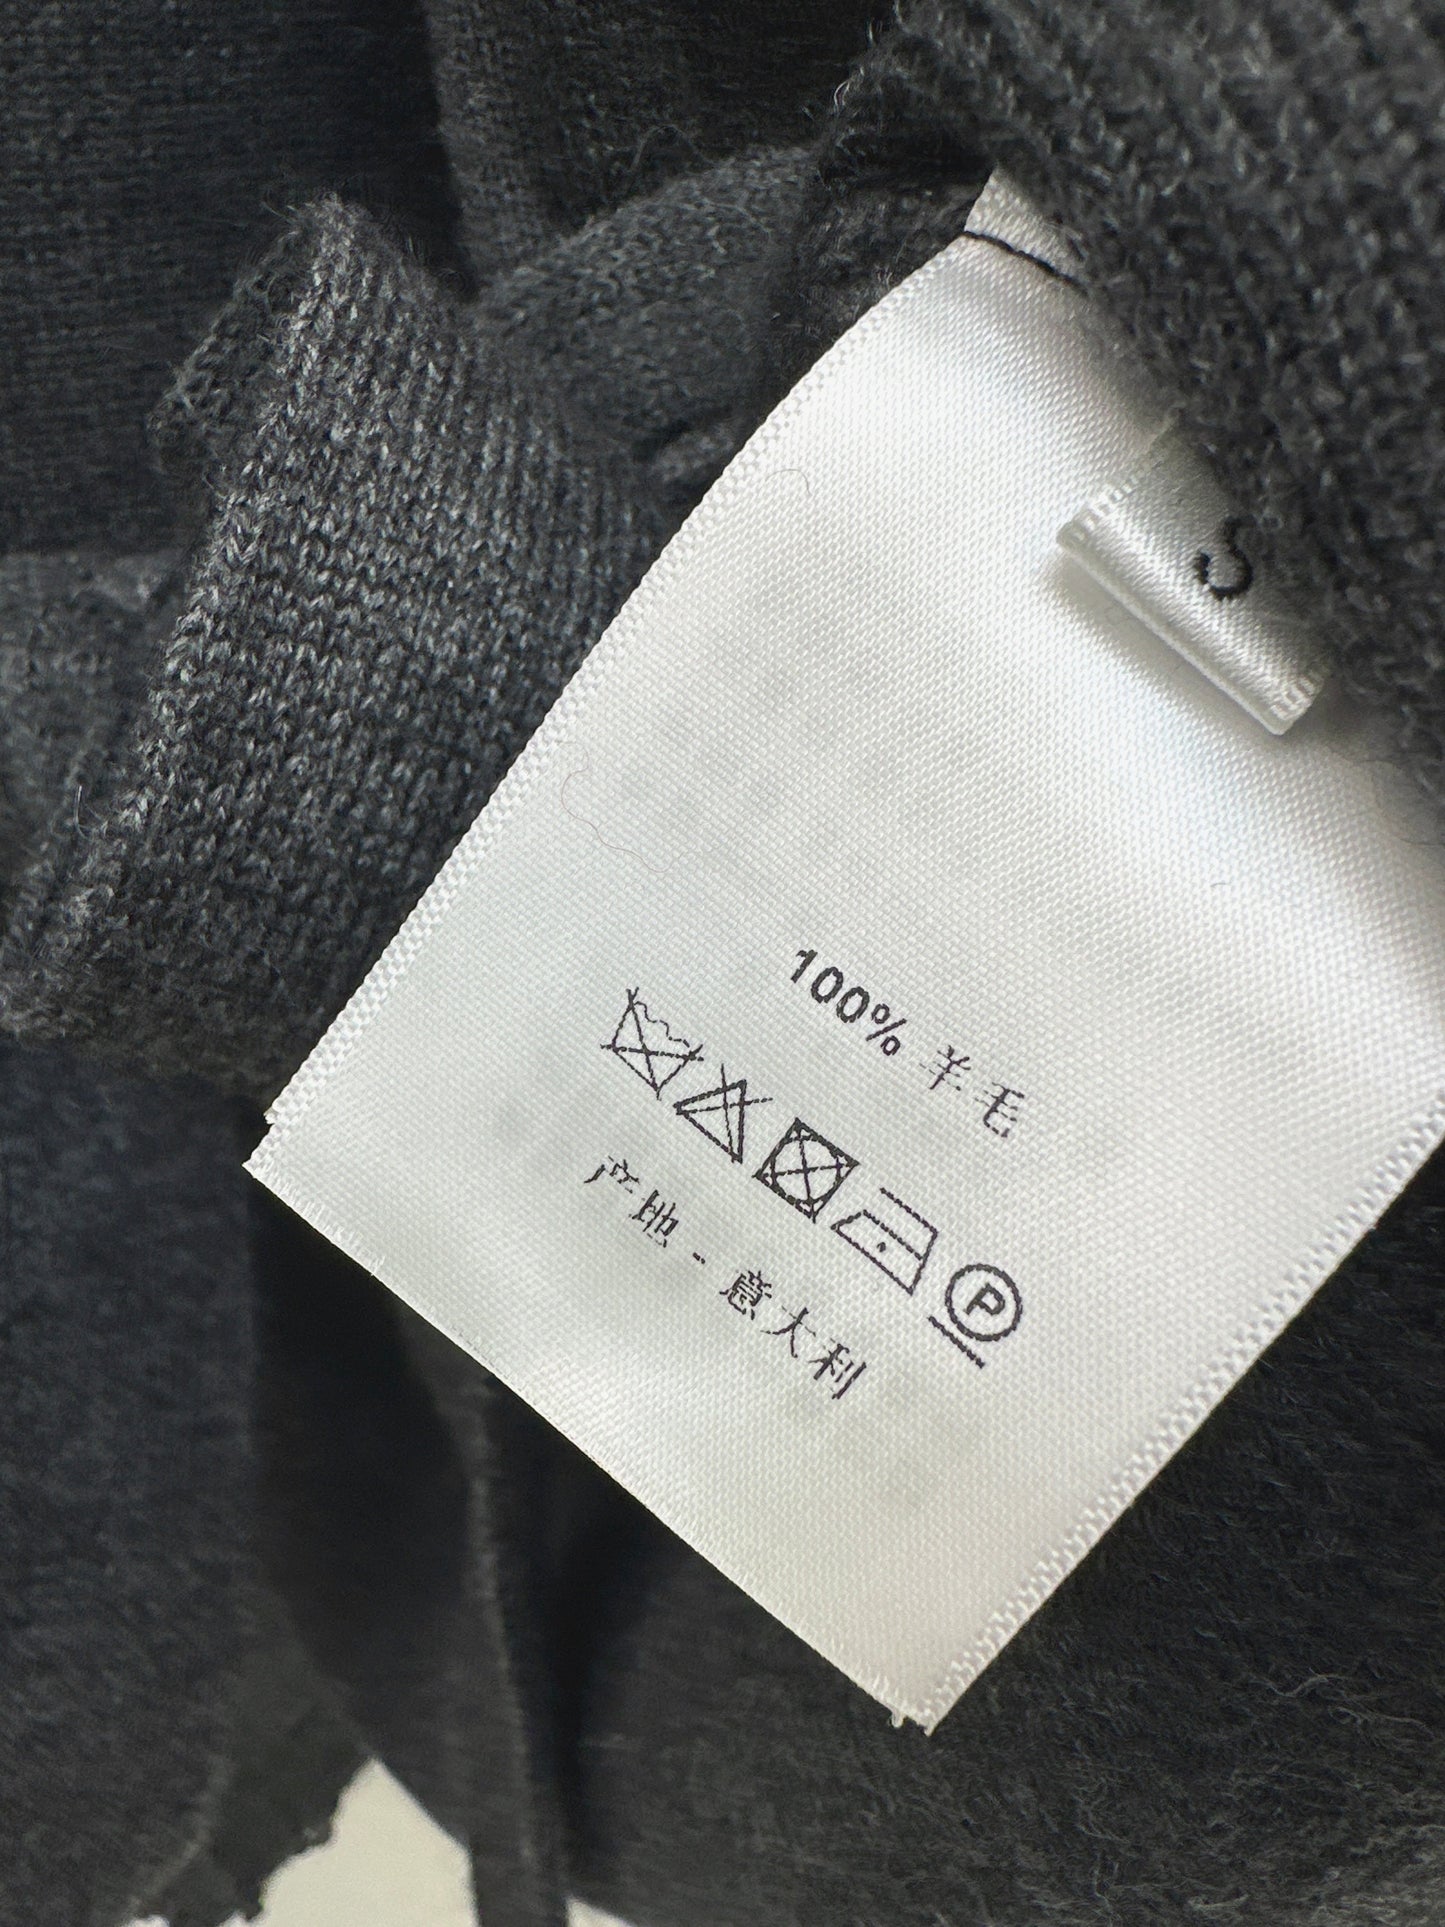 100% 羊毛
P
产地 - 意大利